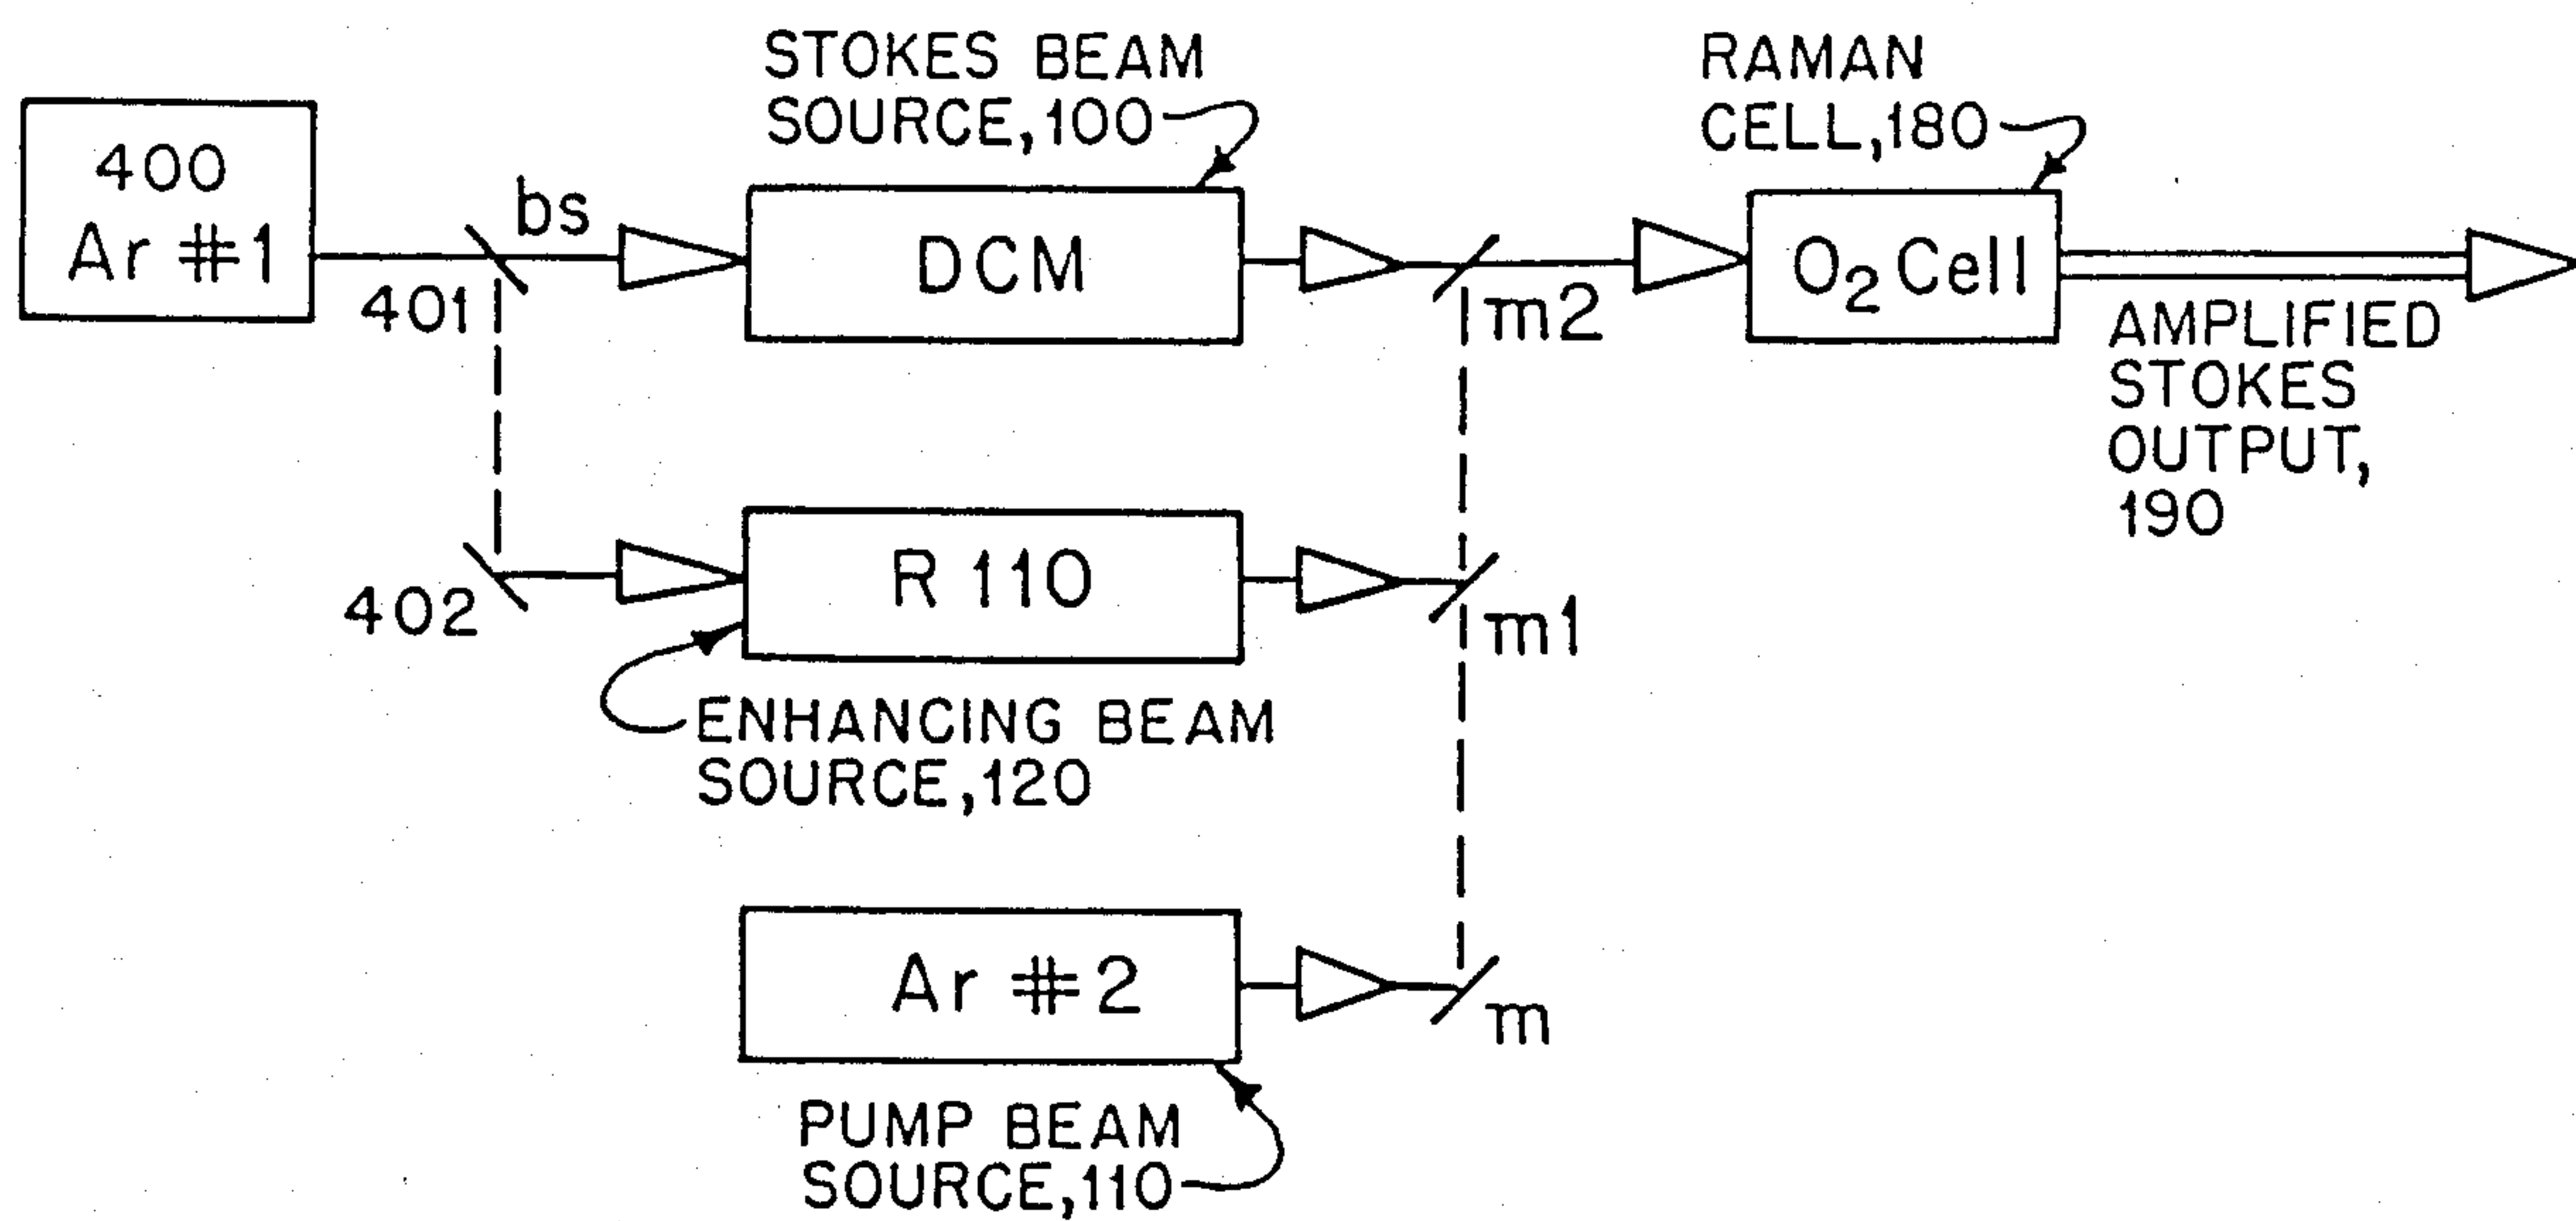 STOKES BEAM
SOURCE,100
RAMAN
CELL,180
400
Ar #1
bs
401
DCM
m2
O₂ Cell
AMPLIFIED
STOKES
OUTPUT,
190
402
R 110
m1
ENHANCING BEAM
SOURCE,120
Ar #2
m
PUMP BEAM
SOURCE,110